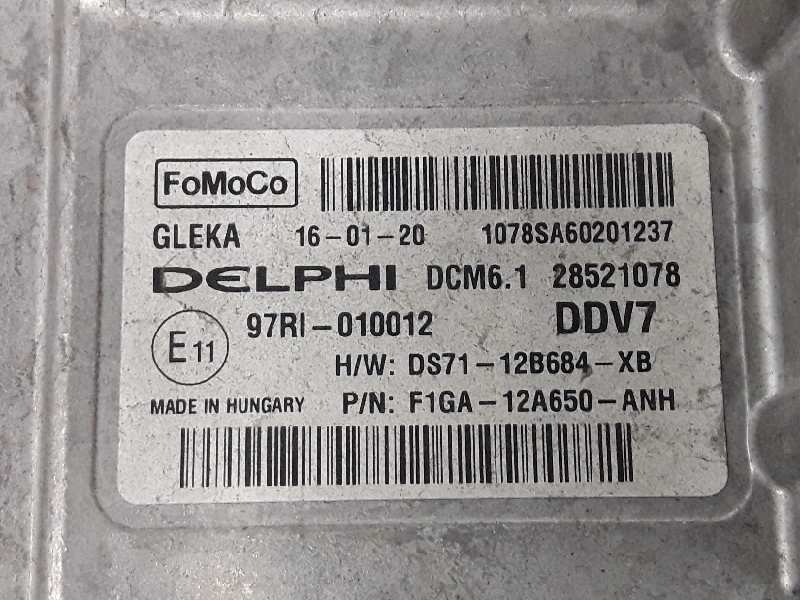 FoMoCo
GLEKA 16-01-20 1078SA60201237
DELPHI DCM6.1 28521078
97RI-010012 DDV7
E11
H/W: DS71-12B684-XB
MADE IN HUNGARY P/N: F1GA-12A650-ANH